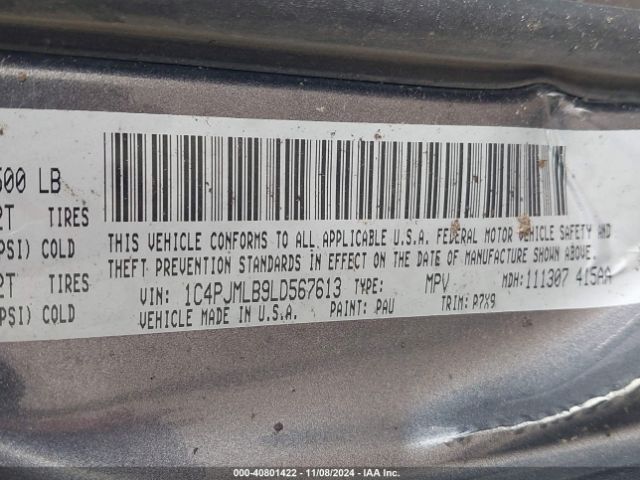 500 LB
2T TIRES
PSI) COLD
2T TIRES
PSI) COLD
THIS VEHICLE CONFORMS TO ALL APPLICABLE U.S.A. FEDERAL MOTOR VEHICLE SAFETY AND
THEFT PREVENTION STANDARDS IN EFFECT ON THE DATE OF MANUFACTURE SHOWN ABOVE.
VIN: 1C4PJMLB9LD567613 TYPE: MPV MDH: 111307 415AA
VEHICLE MADE IN U.S.A. PAINT: PAU TRIM: P7X9
000-40801422 - 11/08/2024 - IAA Inc.